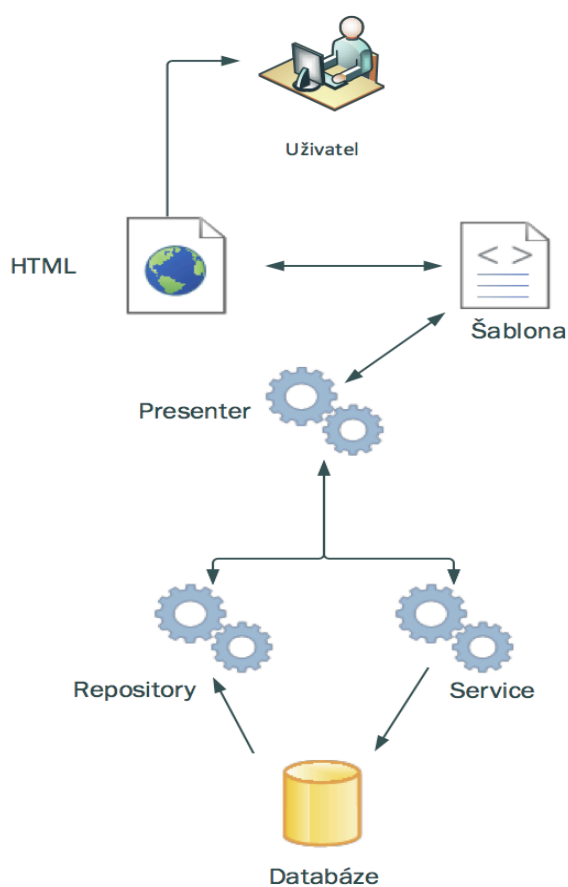 Uživatel
HTML
Šablona
Presenter
Repository
Service
Databáze